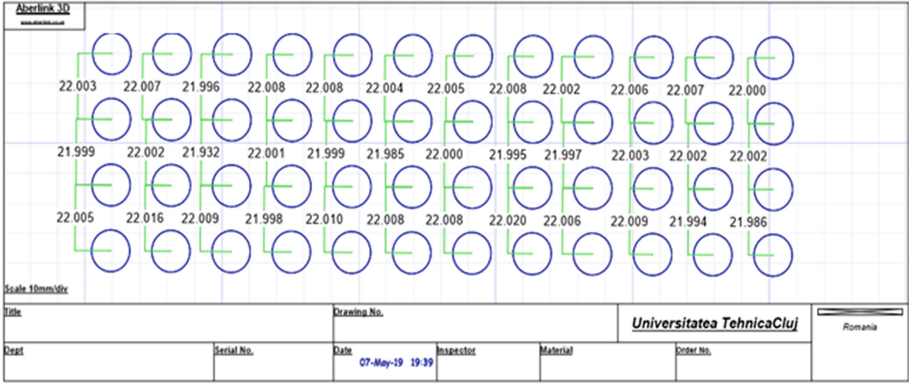 Aberlink 3D
www.aberlink.co.uk
22.003 22.007 21.996 22.008 22.008 22.004 22.005 22.008 22.002 22.006 22.007 22.000
21.999 22.002 21.932 22.001 21.999 21.985 22.000 21.995 21.997 22.003 22.002 22.002
22.005 22.016 22.009 21.998 22.010 22.008 22.008 22.020 22.006 22.009 21.994 21.986
Scale 10mm/div
Title
Drawing No.
Universitatea TehnicaCluj
Romania
Dept
Serial No.
Date
07-May-19 19:39
Inspector
Material
Order No.